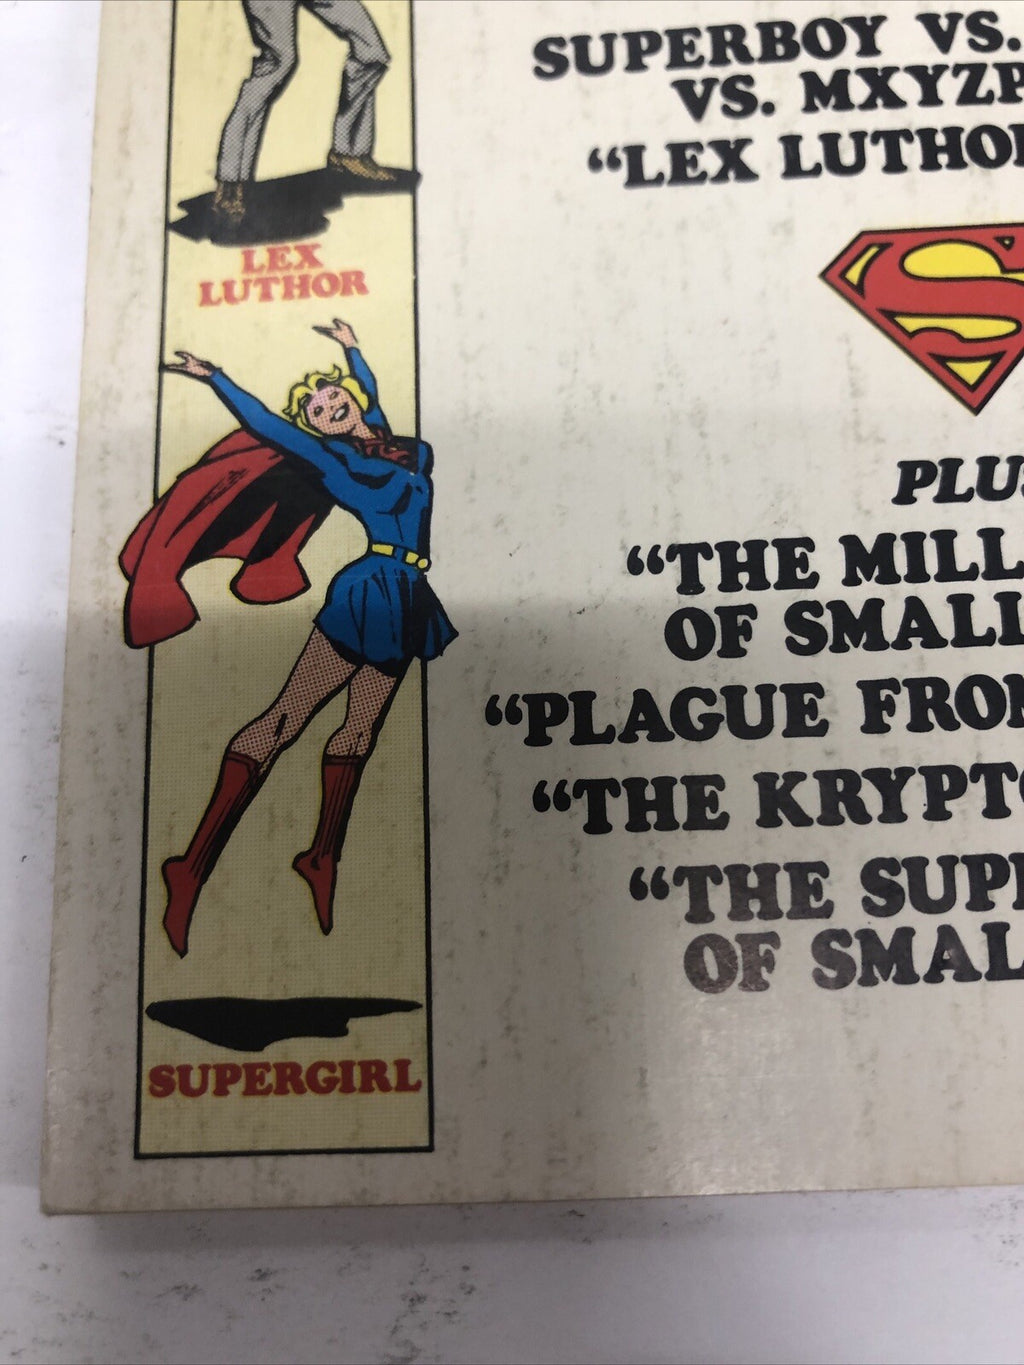 SUPERBOY VS.
VS. MXYZP
“LEX LUTHOR
LEX
LUTHOR
S
PLUS
“THE MILL
OF SMALL
“PLAGUE FROM
“THE KRYPTO
“THE SUPE
OF SMAL
SUPERGIRL